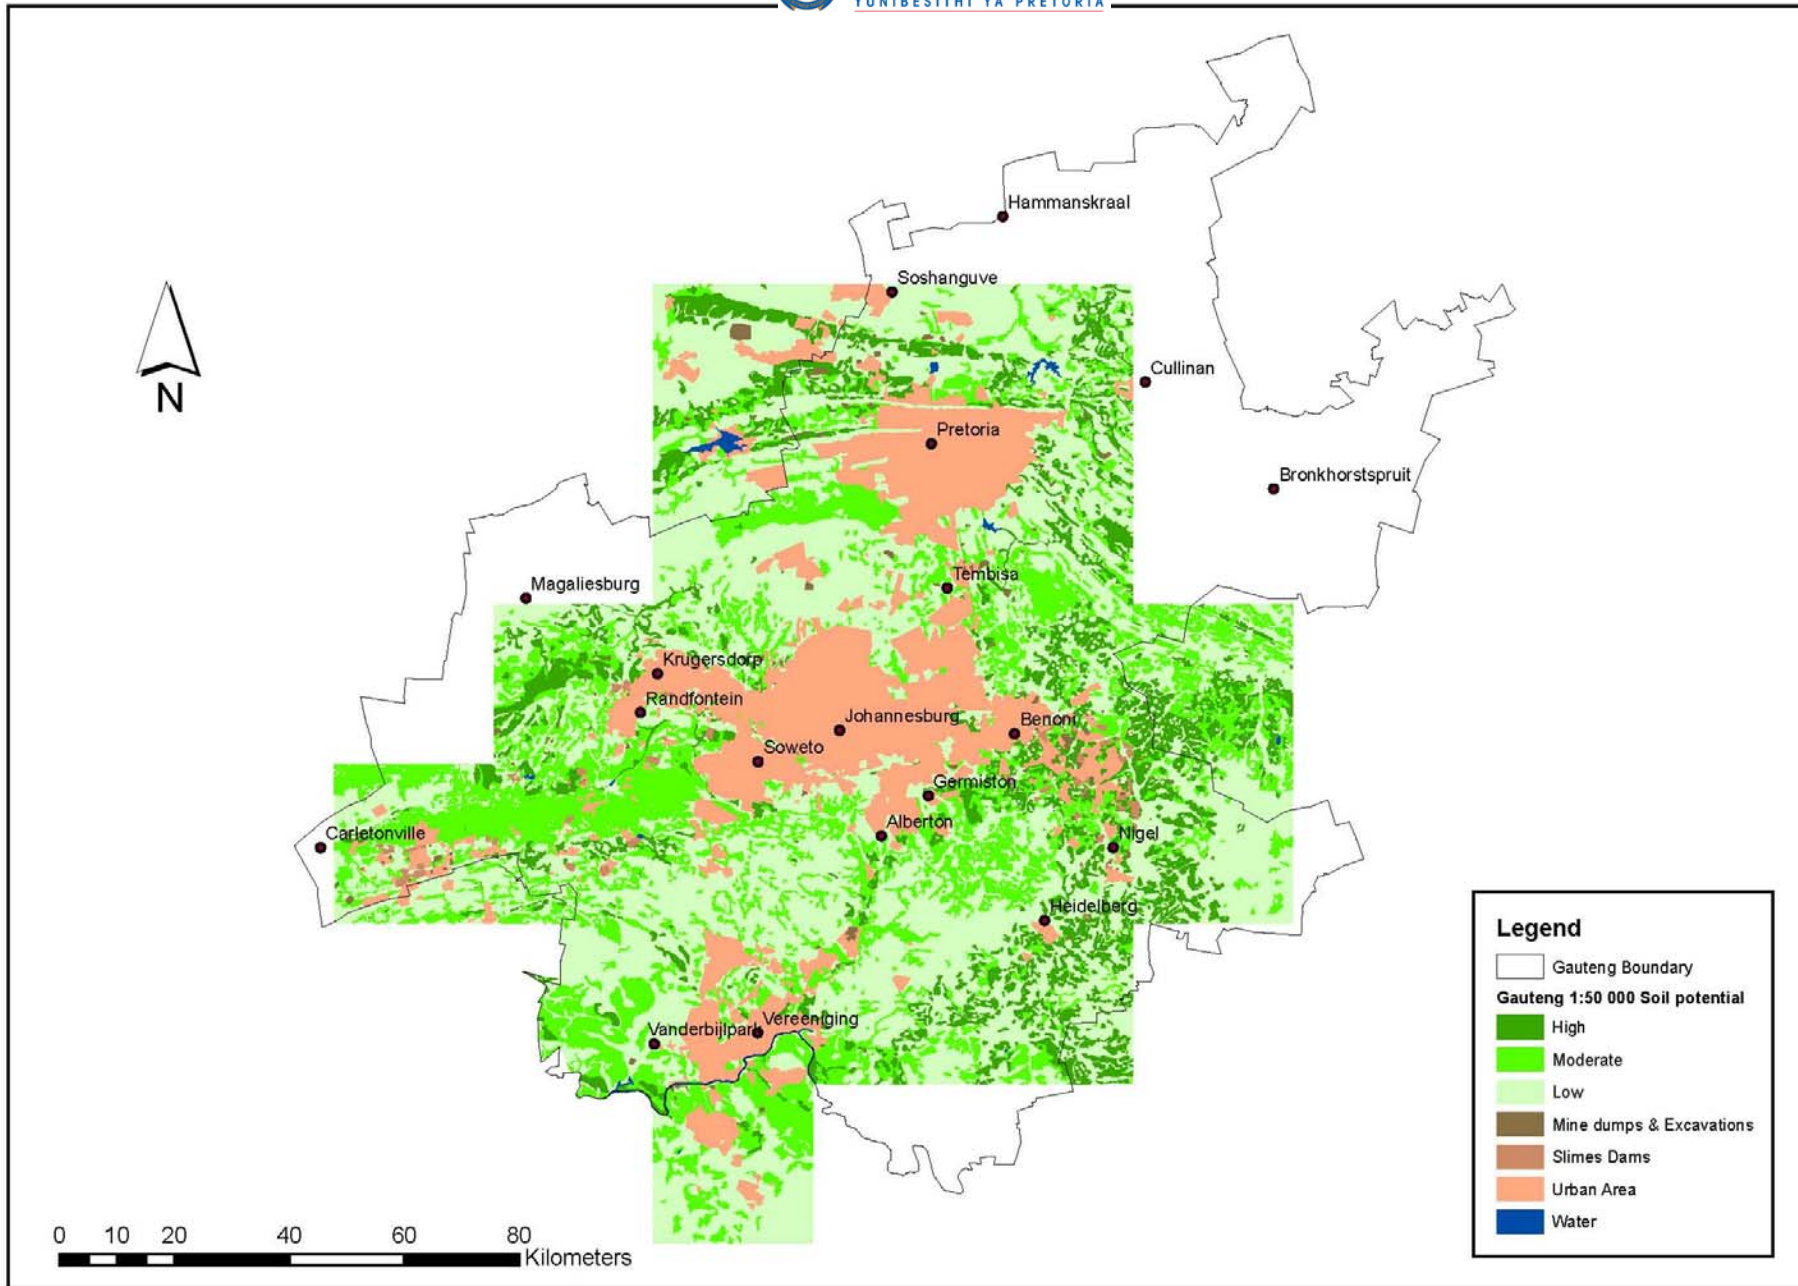 YUNIBESITHI YA PRETORIA
Hammanskraal
Soshanguve
Cullinan
Pretoria
Bronkhorstspruit
Tembisa
Magaliesburg
Krugersdorp
Randfontein
Johannesburg
Benoni
Soweto
Germiston
Alberton
Carletonville
Nigel
Heidelberg
Vereeniging
Vanderbijlpark
N
Legend
Gauteng Boundary
Gauteng 1:50 000 Soil potential
High
Moderate
Low
Mine dumps & Excavations
Slimes Dams
Urban Area
Water
0 10 20 40 60 80
Kilometers